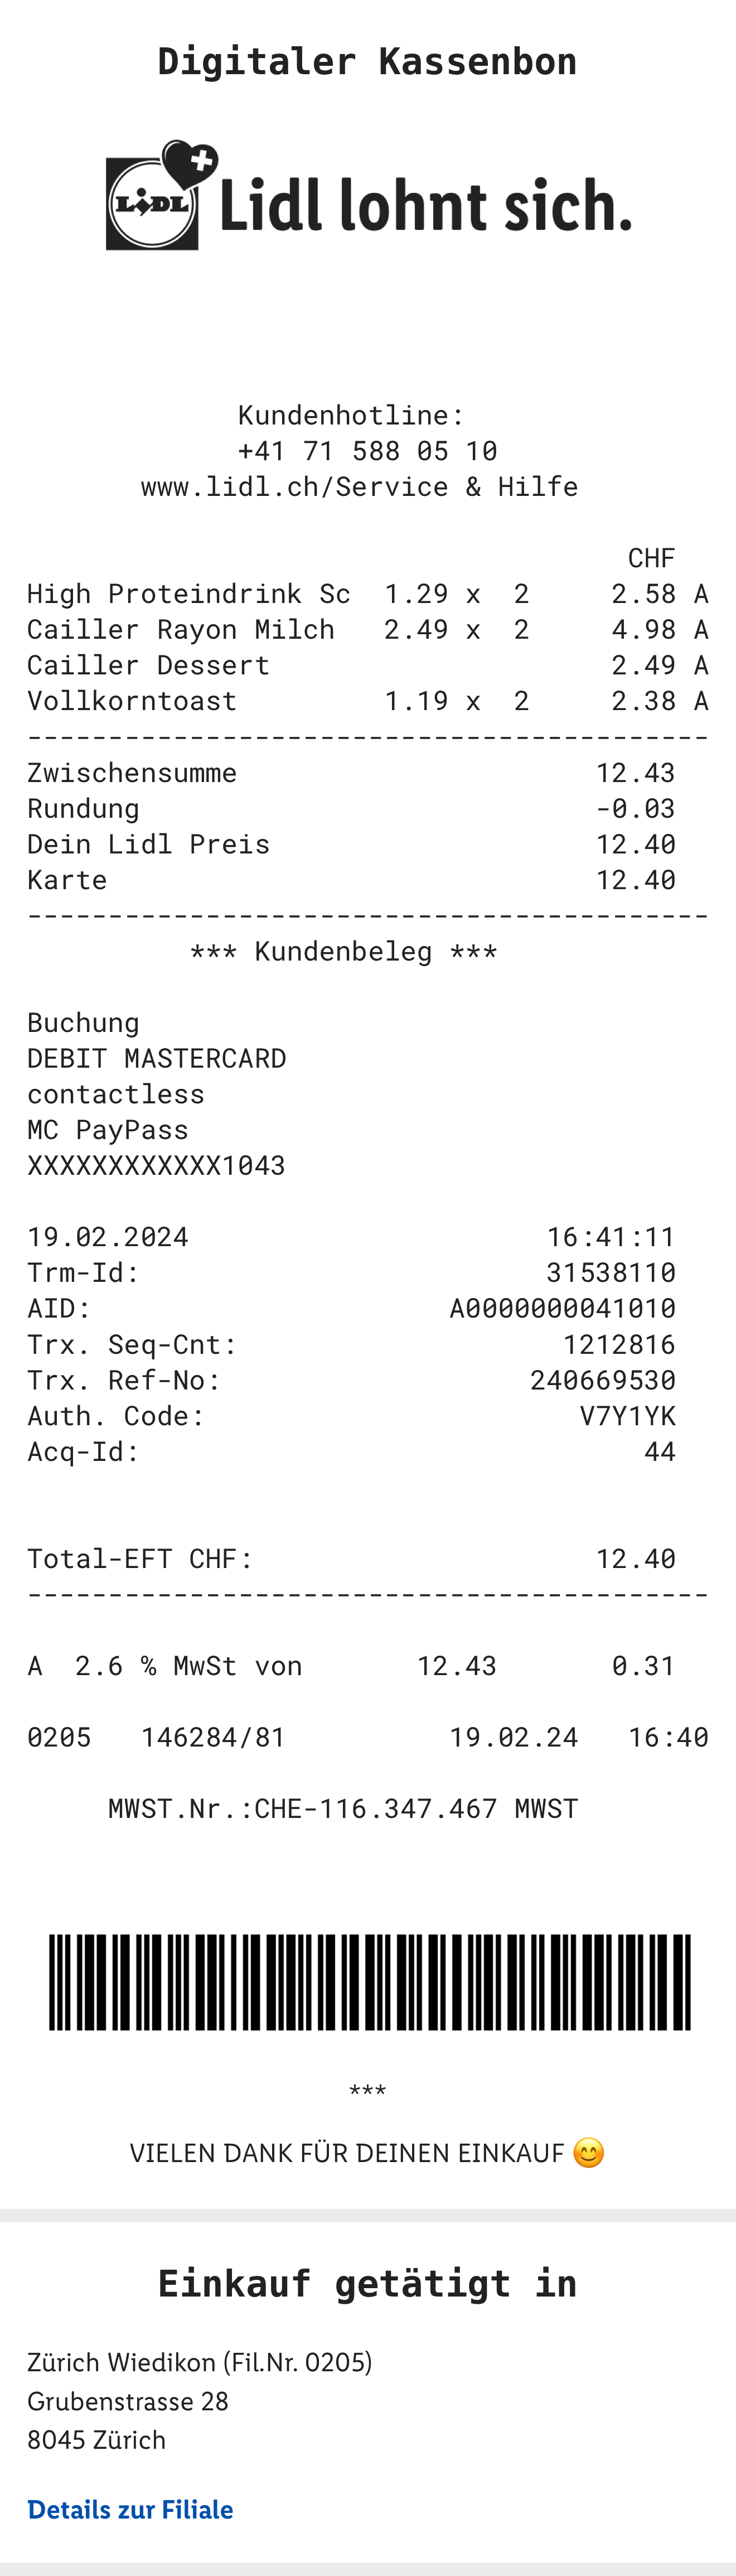 Digitaler Kassenbon
LIDL Lidl lohnt sich.
Kundenhotline:
+41 71 588 05 10
www.lidl.ch/Service & Hilfe
CHF
High Proteindrink Sc 1.29 x 2 2.58 A
Cailler Rayon Milch 2.49 x 2 4.98 A
Cailler Dessert 2.49 A
Vollkorntoast 1.19 x 2 2.38 A
------------------------------------------
Zwischensumme 12.43
Rundung -0.03
Dein Lidl Preis 12.40
Karte 12.40
------------------------------------------
*** Kundenbeleg ***
Buchung
DEBIT MASTERCARD
contactless
MC PayPass
XXXXXXXXXXXX1043
19.02.2024 16:41:11
Trm-Id: 31538110
AID: A0000000041010
Trx. Seq-Cnt: 1212816
Trx. Ref-No: 240669530
Auth. Code: V7Y1YK
Acq-Id: 44
Total-EFT CHF: 12.40
------------------------------------------
A 2.6 % MwSt von 12.43 0.31
0205 146284/81 19.02.24 16:40
MWST.Nr.:CHE-116.347.467 MWST
***
VIELEN DANK FÜR DEINEN EINKAUF 😊
Einkauf getätigt in
Zürich Wiedikon (Fil.Nr. 0205)
Grubenstrasse 28
8045 Zürich
Details zur Filiale